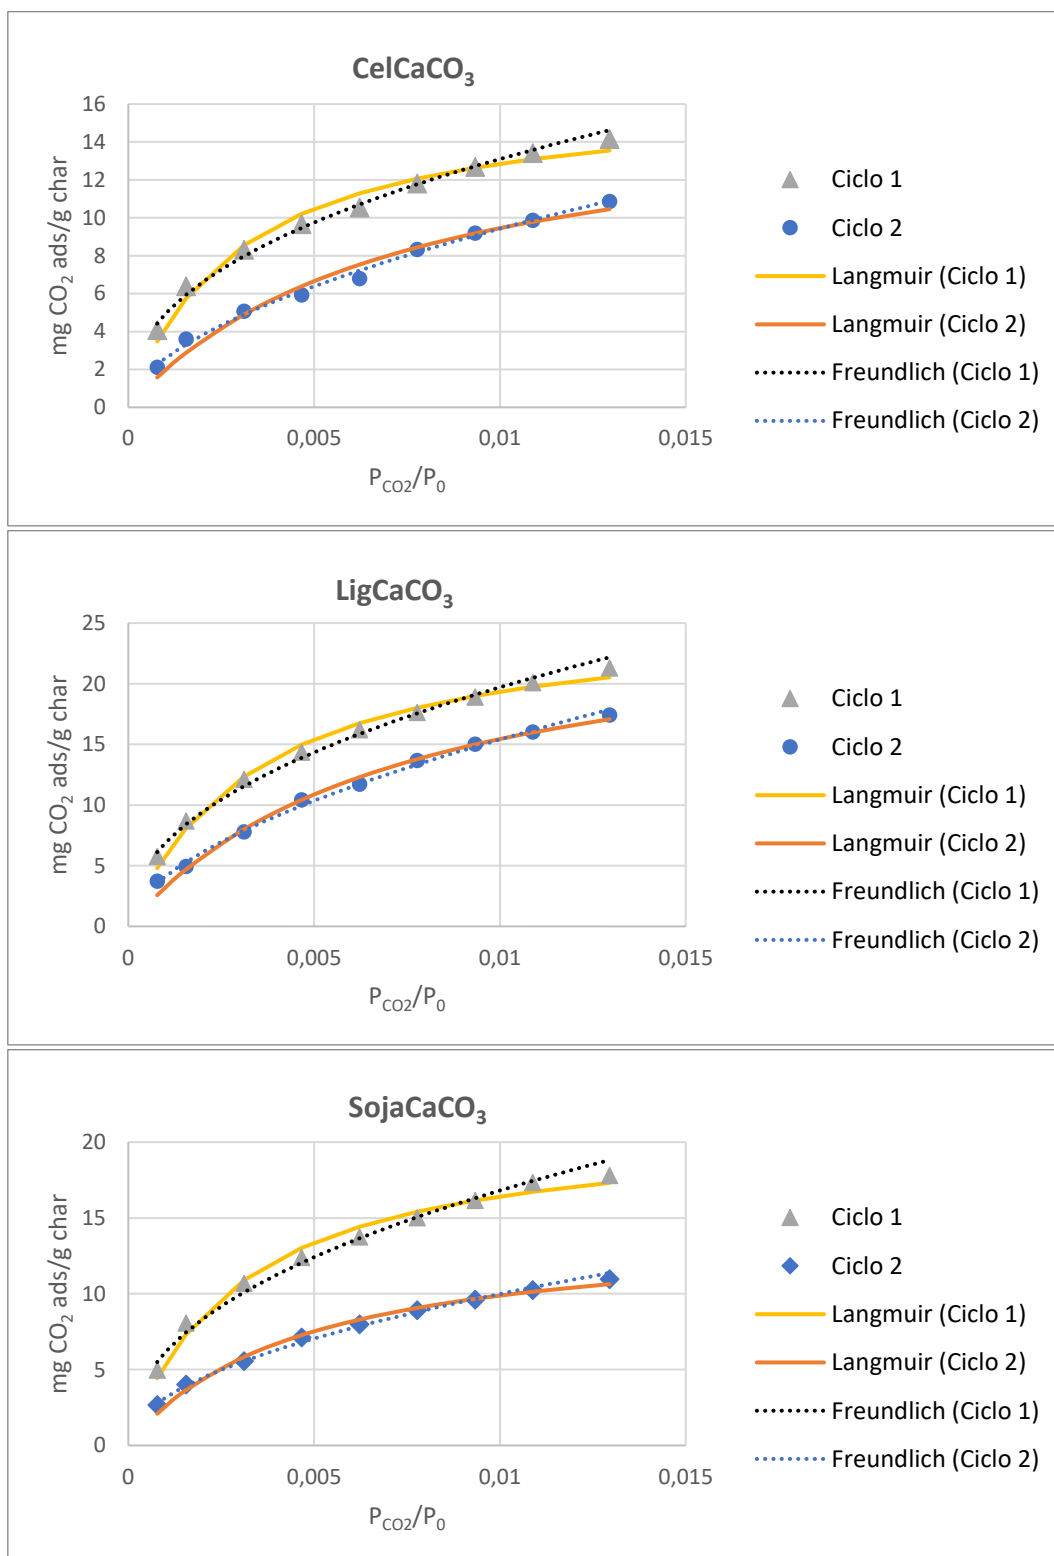 CelCaCO3
16
14
12
10
8
6
4
2
0
mg CO2 ads/g char
0 0,005 0,01 0,015
PCO2/P0
Ciclo 1
Ciclo 2
Langmuir (Ciclo 1)
Langmuir (Ciclo 2)
Freundlich (Ciclo 1)
Freundlich (Ciclo 2)
LigCaCO3
25
20
15
10
5
0
mg CO2 ads/g char
0 0,005 0,01 0,015
PCO2/P0
Ciclo 1
Ciclo 2
Langmuir (Ciclo 1)
Langmuir (Ciclo 2)
Freundlich (Ciclo 1)
Freundlich (Ciclo 2)
SojaCaCO3
20
15
10
5
0
mg CO2 ads/g char
0 0,005 0,01 0,015
PCO2/P0
Ciclo 1
Ciclo 2
Langmuir (Ciclo 1)
Langmuir (Ciclo 2)
Freundlich (Ciclo 1)
Freundlich (Ciclo 2)